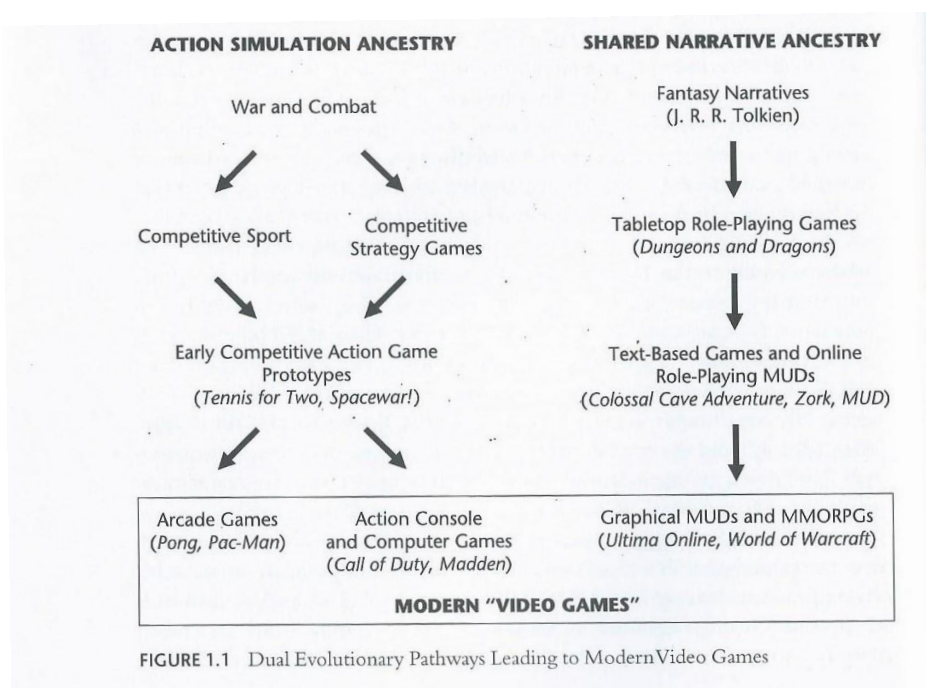 ACTION SIMULATION ANCESTRY
SHARED NARRATIVE ANCESTRY
War and Combat
Fantasy Narratives
(J. R. R. Tolkien)
Competitive Sport
Competitive
Strategy Games
Tabletop Role-Playing Games
(Dungeons and Dragons)
Early Competitive Action Game
Prototypes
(Tennis for Two, Spacewar!)
Text-Based Games and Online
Role-Playing MUDs
(Colossal Cave Adventure, Zork, MUD)
Arcade Games
(Pong, Pac-Man)
Action Console
and Computer Games
(Call of Duty, Madden)
Graphical MUDs and MMORPGs
(Ultima Online, World of Warcraft)
MODERN "VIDEO GAMES"
FIGURE 1.1 Dual Evolutionary Pathways Leading to Modern Video Games